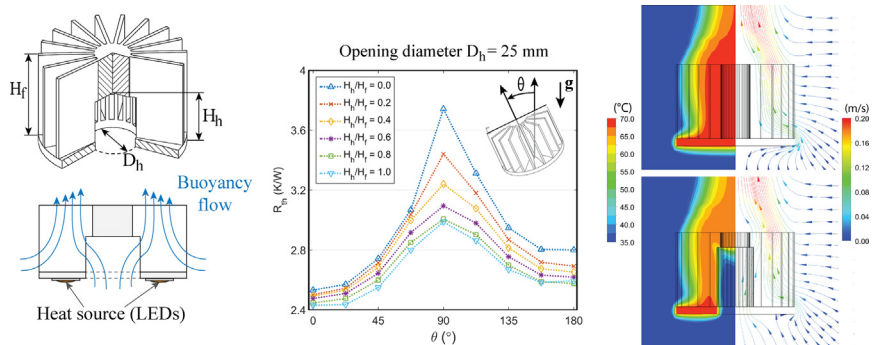 H_f
H_h
D_h
Buoyancy
flow
Heat source (LEDs)
Opening diameter D_h = 25 mm
R_th (K/W)
4
3.6
3.2
2.8
2.4
H_h/H_f = 0.0
H_h/H_f = 0.2
H_h/H_f = 0.4
H_h/H_f = 0.6
H_h/H_f = 0.8
H_h/H_f = 1.0
θ
g
0 45 90 135 180
θ (°)
(°C)
70.0
65.0
60.0
55.0
50.0
45.0
40.0
35.0
(m/s)
0.20
0.16
0.12
0.08
0.04
0.00